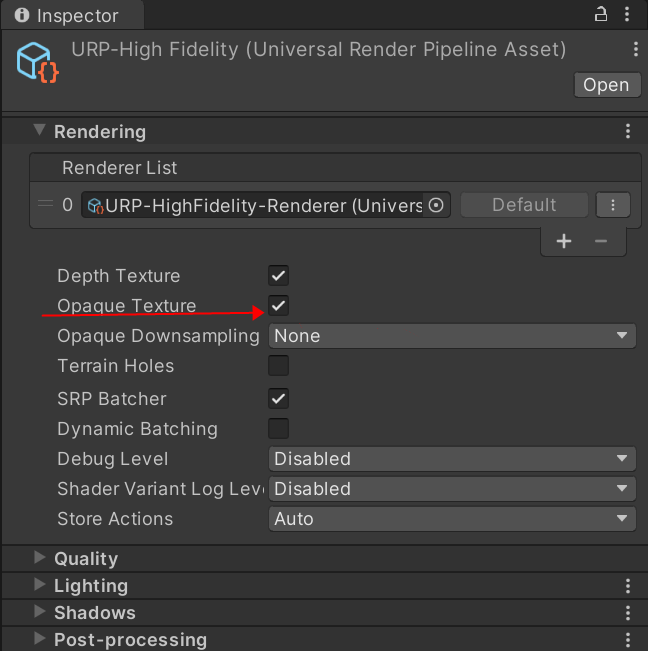 Inspector
URP-High Fidelity (Universal Render Pipeline Asset)
Open
Rendering
Renderer List
0 URP-HighFidelity-Renderer (Univers Default
Depth Texture
Opaque Texture
Opaque Downsampling None
Terrain Holes
SRP Batcher
Dynamic Batching
Debug Level Disabled
Shader Variant Log Leve Disabled
Store Actions Auto
Quality
Lighting
Shadows
Post-processing